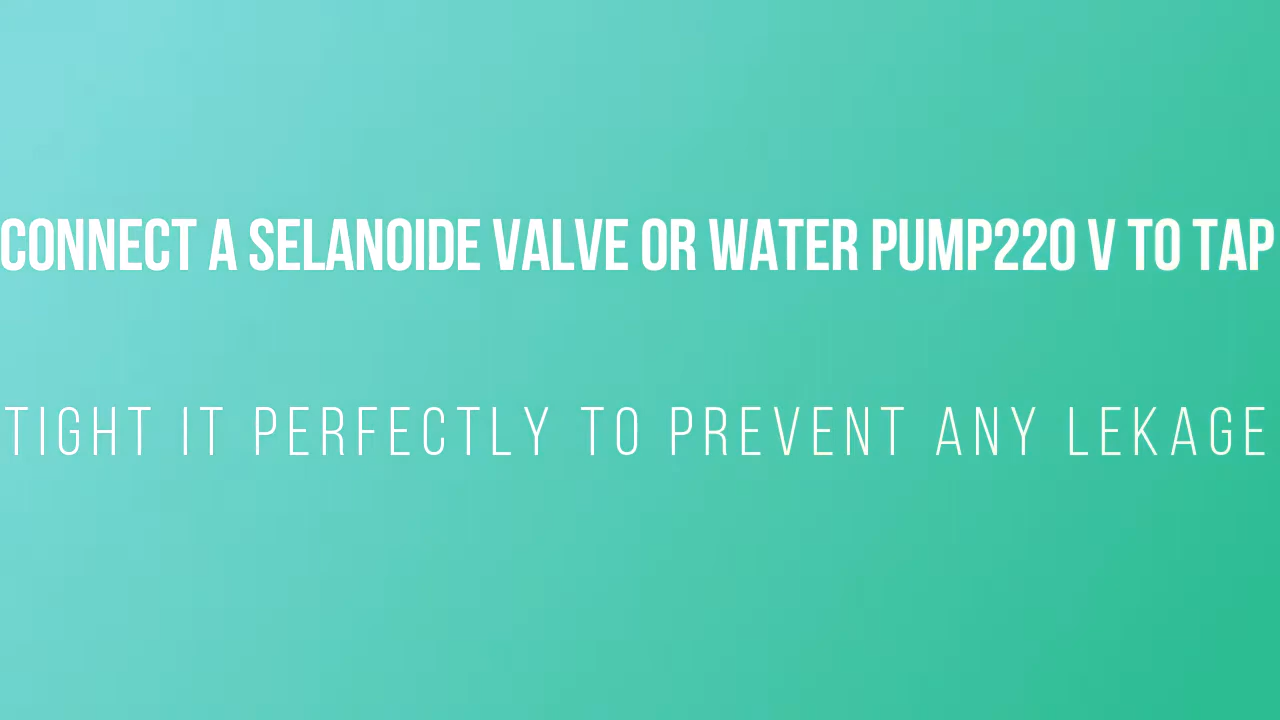 CONNECT A SELANOIDE VALVE OR WATER PUMP220 V TO TAP
TIGHT IT PERFECTLY TO PREVENT ANY LEKAGE